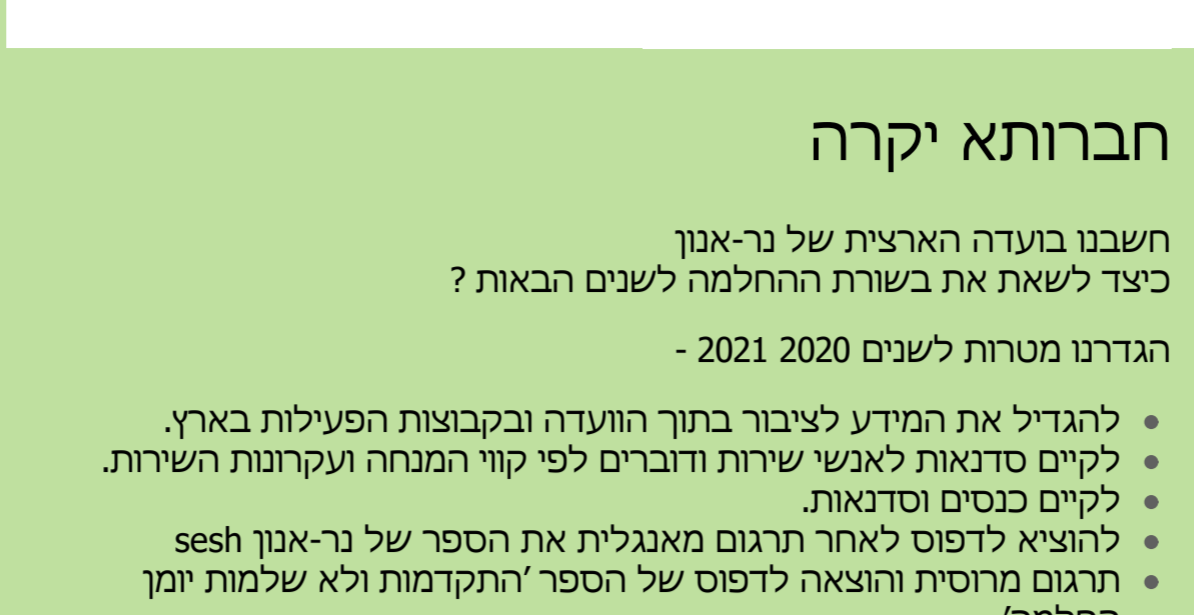 חברותא יקרה
חשבנו בועדה הארצית של נר-אנון
כיצד לשאת את בשורת ההחלמה לשנים הבאות ?
הגדרנו מטרות לשנים 2020 2021 -
להגדיל את המידע לציבור בתוך הוועדה ובקבוצות הפעילות בארץ.
לקיים סדנאות לאנשי שירות ודוברים לפי קווי המנחה ועקרונות השירות.
לקיים כנסים וסדנאות.
להוציא לדפוס לאחר תרגום מאנגלית את הספר של נר-אנון sesh
תרגום מרוסית והוצאה לדפוס של הספר 'התקדמות ולא שלמות יומן